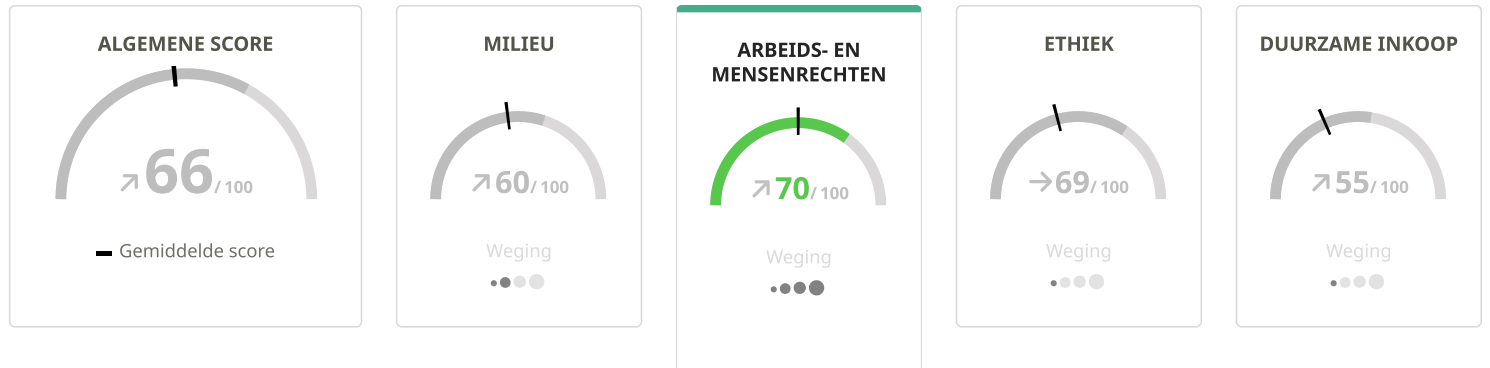 ALGEMENE SCORE
66/ 100
Gemiddelde score
MILIEU
60/ 100
Weging
ARBEIDS- EN
MENSENRECHTEN
70/ 100
Weging
ETHIEK
69/ 100
Weging
DUURZAME INKOOP
55/ 100
Weging